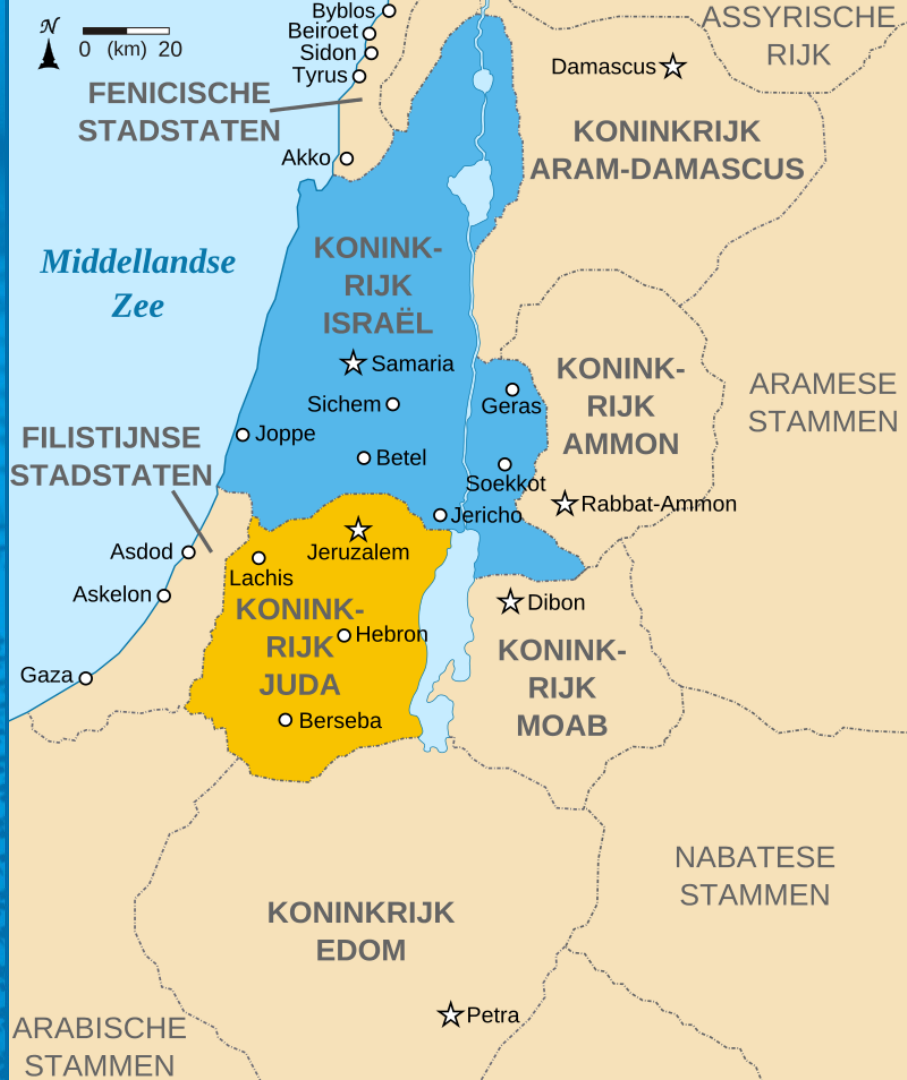 N
0 (km) 20
Byblos
Beiroet
Sidon
Tyrus
ASSYRISCHE
RIJK
Damascus
FENICISCHE
STADSTATEN
KONINKRIJK
ARAM-DAMASCUS
Akko
Middellandse
Zee
KONINK-
RIJK
ISRAËL
Samaria
KONINK-
RIJK
AMMON
ARAMESE
STAMMEN
Sichem
Geras
Joppe
FILISTIJNSE
STADSTATEN
Betel
Soekkot
Rabbat-Ammon
Jericho
Asdod
Jeruzalem
Lachis
Askelon
Dibon
KONINK-
RIJK
JUDA
Hebron
KONINK-
RIJK
MOAB
Gaza
Berseba
NABATESE
STAMMEN
KONINKRIJK
EDOM
Petra
ARABISCHE
STAMMEN